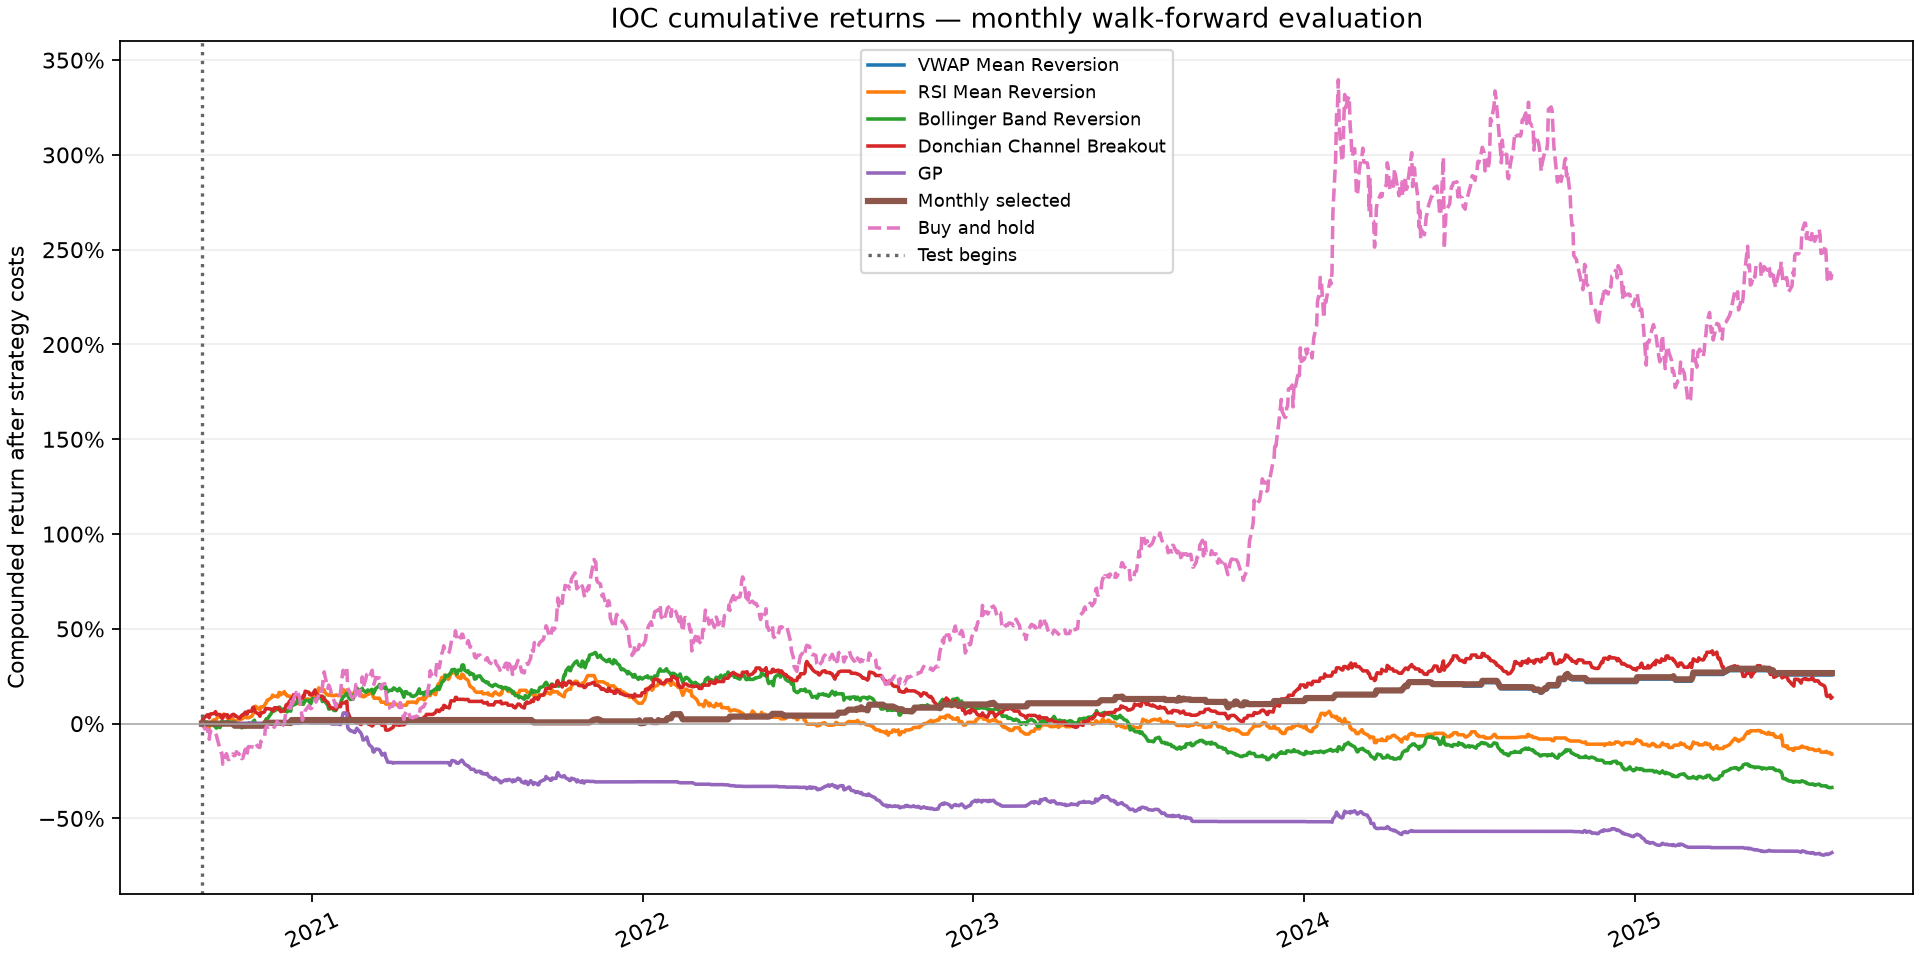 IOC cumulative returns — monthly walk-forward evaluation
Compounded return after strategy costs
350%
300%
250%
200%
150%
100%
50%
0%
−50%
VWAP Mean Reversion
RSI Mean Reversion
Bollinger Band Reversion
Donchian Channel Breakout
GP
Monthly selected
Buy and hold
Test begins
2021
2022
2023
2024
2025